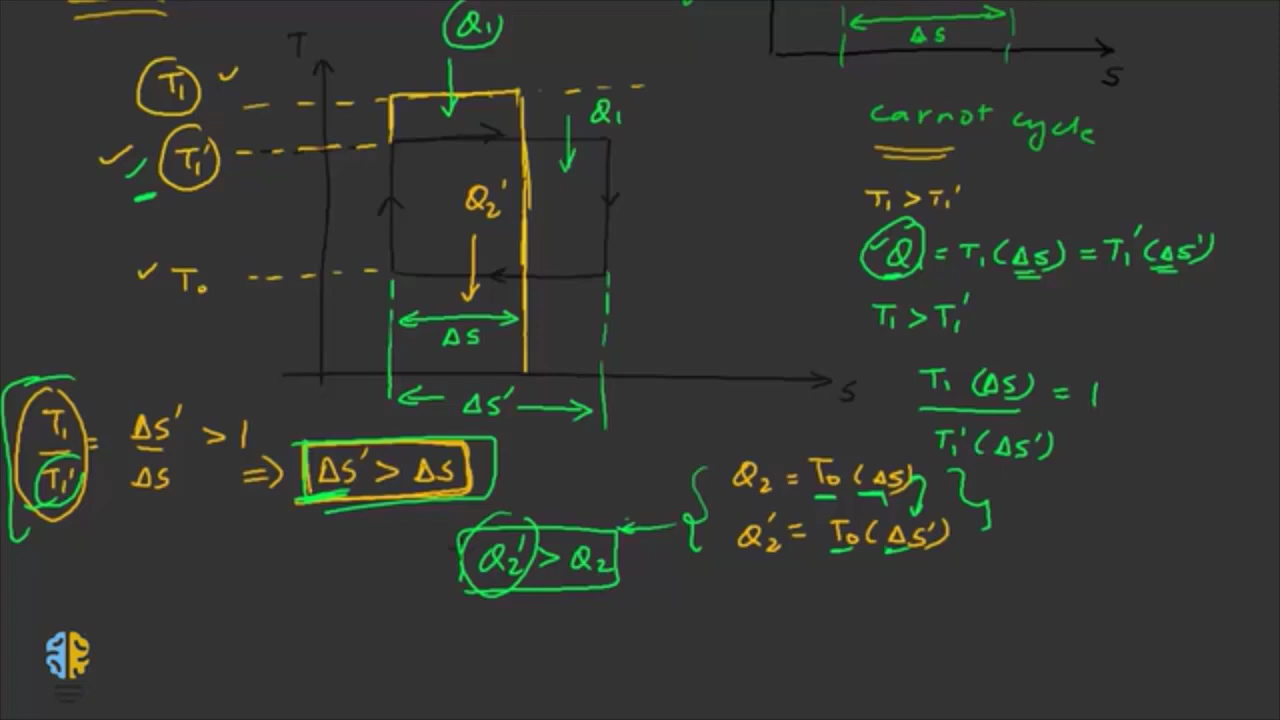 Q₁
Δs
T
s
T₁
Q₁
carnot cycle
T₁'
T₁ > T₁'
Q₂'
Q = T₁(Δs) = T₁'(Δs')
T₀
T₁ > T₁'
Δs
T₁(Δs) / T₁'(Δs') = 1
s
Δs'
T₁ / T₁' = Δs' / Δs > 1 ⇒ Δs' > Δs
Q₂ = T₀(Δs)
Q₂' = T₀(Δs')
Q₂' > Q₂